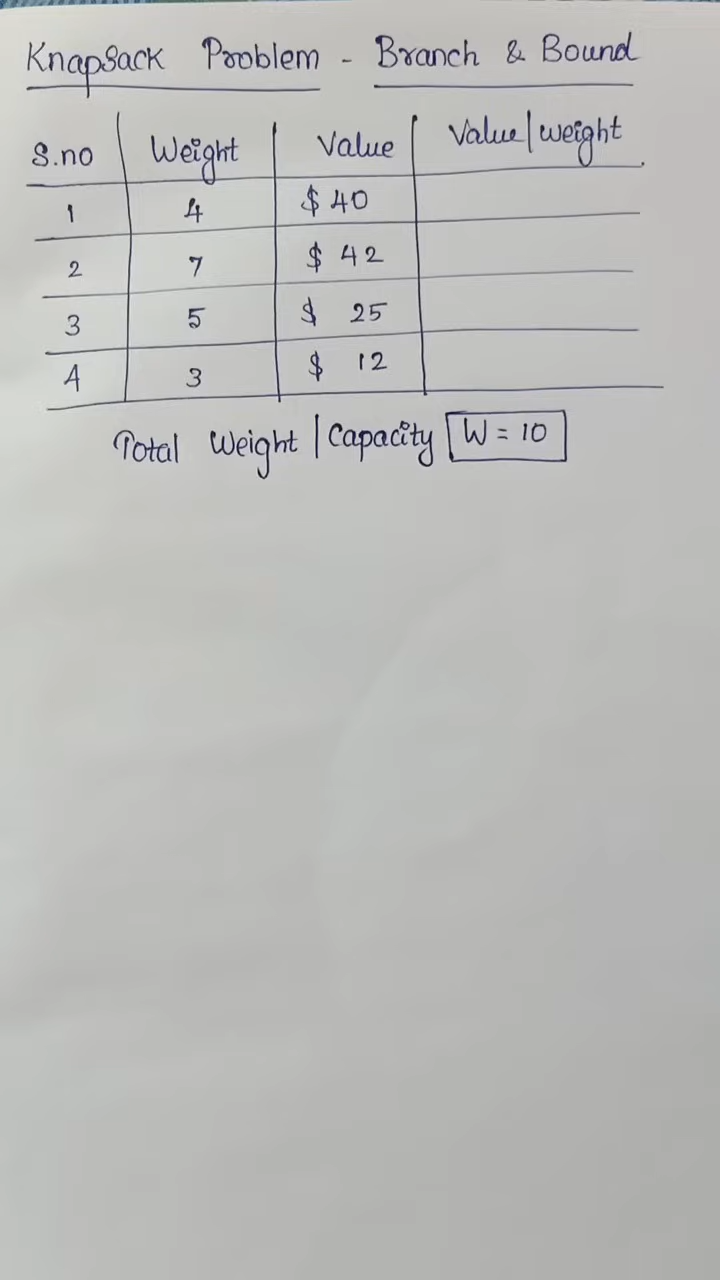 Knapsack Problem - Branch & Bound
S.no Weight Value Value/weight
1 4 $ 40
2 7 $ 42
3 5 $ 25
4 3 $ 12
Total Weight | Capacity W = 10